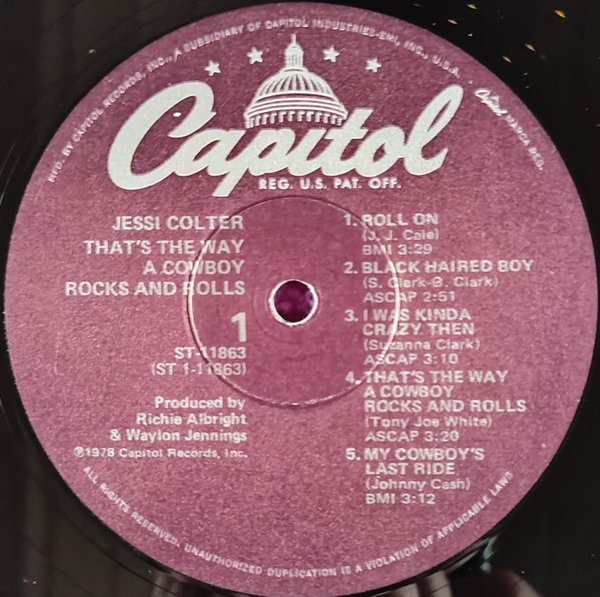 MFD. BY CAPITOL RECORDS, INC., A SUBSIDIARY OF CAPITOL INDUSTRIES-EMI, INC., U.S.A.
Capitol MARCA REG.
Capitol
REG. U.S. PAT. OFF.
JESSI COLTER
THAT'S THE WAY
A COWBOY
ROCKS AND ROLLS
1
ST-11863
(ST 1-11863)
Produced by
Richie Albright
& Waylon Jennings
℗1978 Capitol Records, Inc.
1. ROLL ON
(J. J. Cale)
BMI 3:29
2. BLACK HAIRED BOY
(S. Clark-G. Clark)
ASCAP 2:51
3. I WAS KINDA
CRAZY THEN
(Suzanna Clark)
ASCAP 3:10
4. THAT'S THE WAY
A COWBOY
ROCKS AND ROLLS
(Tony Joe White)
ASCAP 3:20
5. MY COWBOY'S
LAST RIDE
(Johnny Cash)
BMI 3:12
ALL RIGHTS RESERVED. UNAUTHORIZED DUPLICATION IS A VIOLATION OF APPLICABLE LAWS